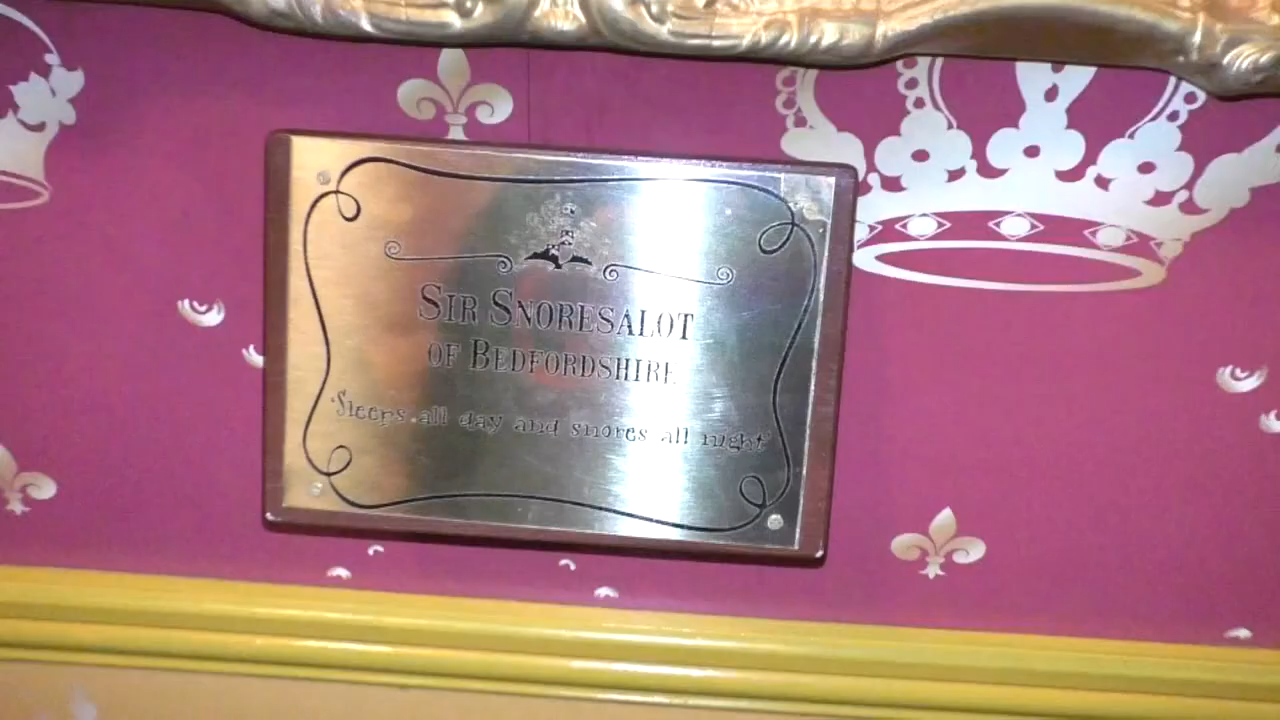 SIR SNORESALOT
OF BEDFORDSHIRE
'Sleeps all day and snores all night'